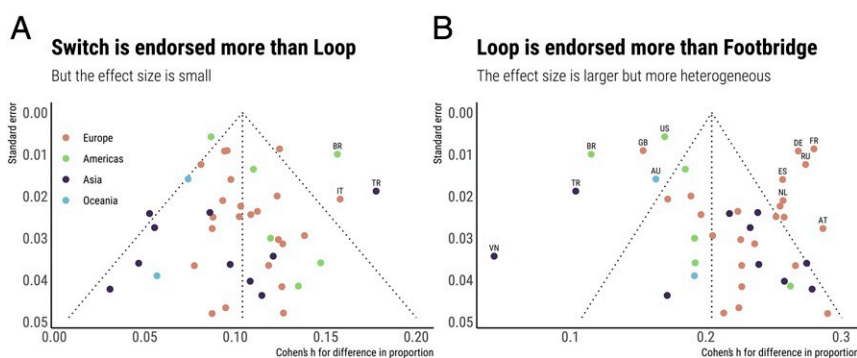 A
Switch is endorsed more than Loop
But the effect size is small
Standard error
0.00
0.01
0.02
0.03
0.04
0.05
Europe
Americas
Asia
Oceania
BR
TR
IT
0.00
0.05
0.10
0.15
0.20
Cohen's h for difference in proportion
B
Loop is endorsed more than Footbridge
The effect size is larger but more heterogeneous
Standard error
0.00
0.01
0.02
0.03
0.04
0.05
US
BR
GB
DE
FR
RU
AU
TR
ES
NL
AT
VN
0.1
0.2
0.3
Cohen's h for difference in proportion